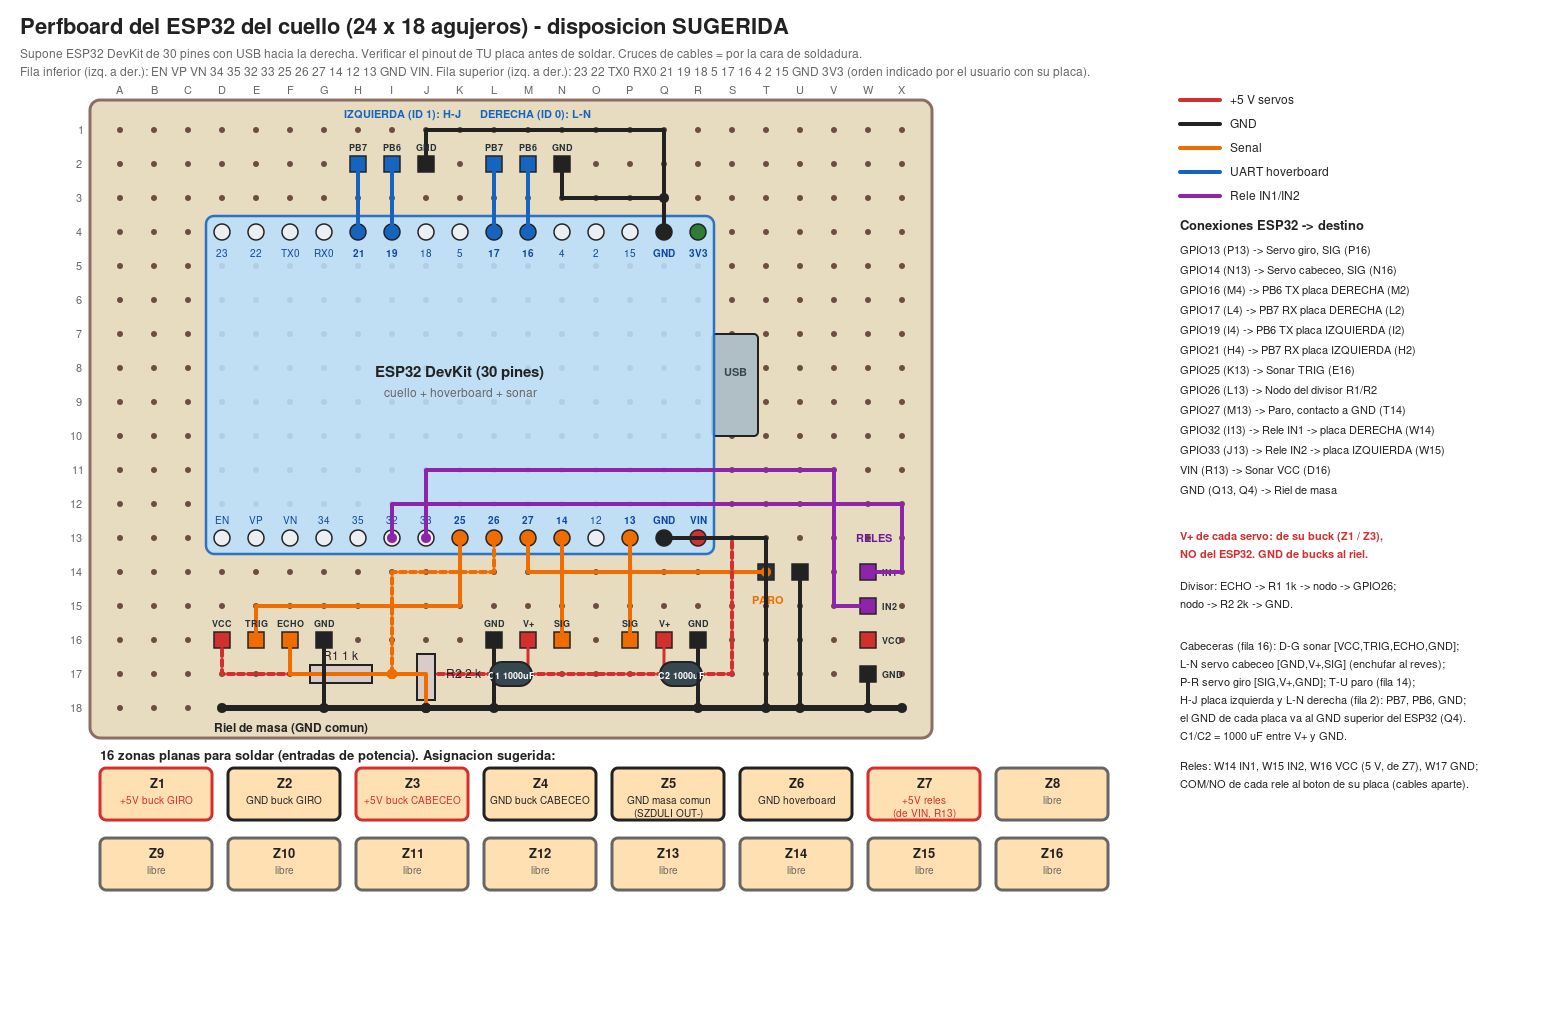 Perfboard del ESP32 del cuello (24 x 18 agujeros) - disposicion SUGERIDA
Supone ESP32 DevKit de 30 pines con USB hacia la derecha. Verificar el pinout de TU placa antes de soldar. Cruces de cables = por la cara de soldadura.
Fila inferior (izq. a der.): EN VP VN 34 35 32 33 25 26 27 14 12 13 GND VIN. Fila superior (izq. a der.): 23 22 TX0 RX0 21 19 18 5 17 16 4 2 15 GND 3V3 (orden indicado por el usuario con su placa).
A B C D E F G H I J K L M N O P Q R S T U V W X
IZQUIERDA (ID 1): H-J DERECHA (ID 0): L-N
1
PB7 PB6 GND PB7 PB6 GND
2
3
4
23 22 TX0 RX0 21 19 18 5 17 16 4 2 15 GND 3V3
5
6
7
8
ESP32 DevKit (30 pines)
USB
cuello + hoverboard + sonar
9
10
11
12
EN VP VN 34 35 32 33 25 26 27 14 12 13 GND VIN
13
RELES
14
IN1
PARO
15
IN2
VCC TRIG ECHO GND GND V+ SIG SIG V+ GND
16
VCC
R1 1 k
17
R2 2 k
C1 1000uF
C2 1000uF
GND
18
Riel de masa (GND comun)
+5 V servos
GND
Senal
UART hoverboard
Rele IN1/IN2
Conexiones ESP32 -> destino
GPIO13 (P13) -> Servo giro, SIG (P16)
GPIO14 (N13) -> Servo cabeceo, SIG (N16)
GPIO16 (M4) -> PB6 TX placa DERECHA (M2)
GPIO17 (L4) -> PB7 RX placa DERECHA (L2)
GPIO19 (I4) -> PB6 TX placa IZQUIERDA (I2)
GPIO21 (H4) -> PB7 RX placa IZQUIERDA (H2)
GPIO25 (K13) -> Sonar TRIG (E16)
GPIO26 (L13) -> Nodo del divisor R1/R2
GPIO27 (M13) -> Paro, contacto a GND (T14)
GPIO32 (I13) -> Rele IN1 -> placa DERECHA (W14)
GPIO33 (J13) -> Rele IN2 -> placa IZQUIERDA (W15)
VIN (R13) -> Sonar VCC (D16)
GND (Q13, Q4) -> Riel de masa
V+ de cada servo: de su buck (Z1 / Z3),
NO del ESP32. GND de bucks al riel.
Divisor: ECHO -> R1 1k -> nodo -> GPIO26;
nodo -> R2 2k -> GND.
Cabeceras (fila 16): D-G sonar [VCC,TRIG,ECHO,GND];
L-N servo cabeceo [GND,V+,SIG] (enchufar al reves);
P-R servo giro [SIG,V+,GND]; T-U paro (fila 14);
H-J placa izquierda y L-N derecha (fila 2): PB7, PB6, GND;
el GND de cada placa va al GND superior del ESP32 (Q4).
C1/C2 = 1000 uF entre V+ y GND.
Reles: W14 IN1, W15 IN2, W16 VCC (5 V, de Z7), W17 GND;
COM/NO de cada rele al boton de su placa (cables aparte).
16 zonas planas para soldar (entradas de potencia). Asignacion sugerida:
Z1
+5V buck GIRO
Z2
GND buck GIRO
Z3
+5V buck CABECEO
Z4
GND buck CABECEO
Z5
GND masa comun
(SZDULI OUT-)
Z6
GND hoverboard
Z7
+5V reles
(de VIN, R13)
Z8
libre
Z9
libre
Z10
libre
Z11
libre
Z12
libre
Z13
libre
Z14
libre
Z15
libre
Z16
libre